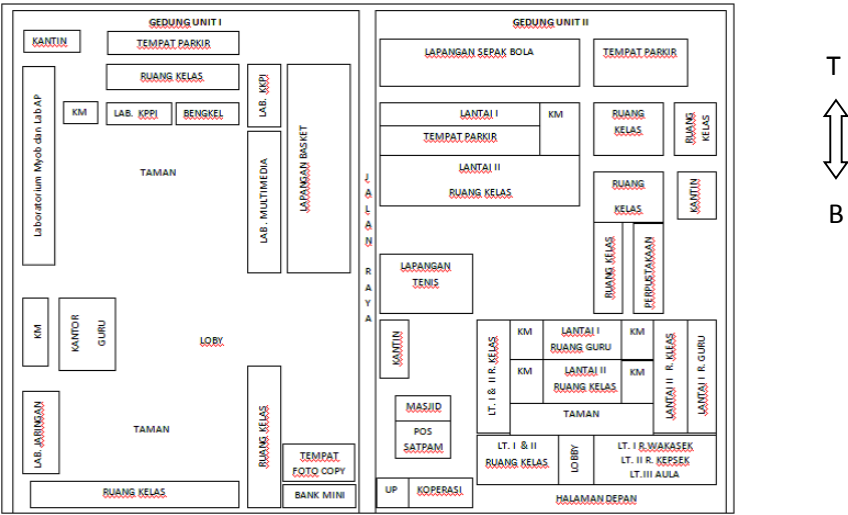 GEDUNG UNIT I
KANTIN
TEMPAT PARKIR
RUANG KELAS
LAB. KKPI
KM
LAB. KPPI
BENGKEL
Laboratorium Myob dan Lab AP
TAMAN
LAB. MULTIMEDIA
LAPANGAN BASKET
KM
KANTOR
GURU
LOBY
LAB. JARINGAN
TAMAN
RUANG KELAS
TEMPAT
FOTO COPY
BANK MINI
RUANG KELAS
JALAN RAYA
GEDUNG UNIT II
LAPANGAN SEPAK BOLA
TEMPAT PARKIR
LANTAI I
KM
TEMPAT PARKIR
LANTAI II
RUANG KELAS
RUANG
KELAS
RUANG
KELAS
RUANG
KELAS
KANTIN
RUANG KELAS
PERPUSTAKAAN
LAPANGAN
TENIS
KANTIN
LT. I & II R. KELAS
KM
LANTAI I
RUANG GURU
KM
KM
LANTAI II
RUANG KELAS
KM
LANTAI II R. KLEAS
LANTAI I R. GURU
TAMAN
MASJID
POS
SATPAM
LT. I & II
RUANG KELAS
LOBBY
LT. I R.WAKASEK
LT. II R. KEPSEK
LT.III AULA
UP
KOPERASI
HALAMAN DEPAN
T
B